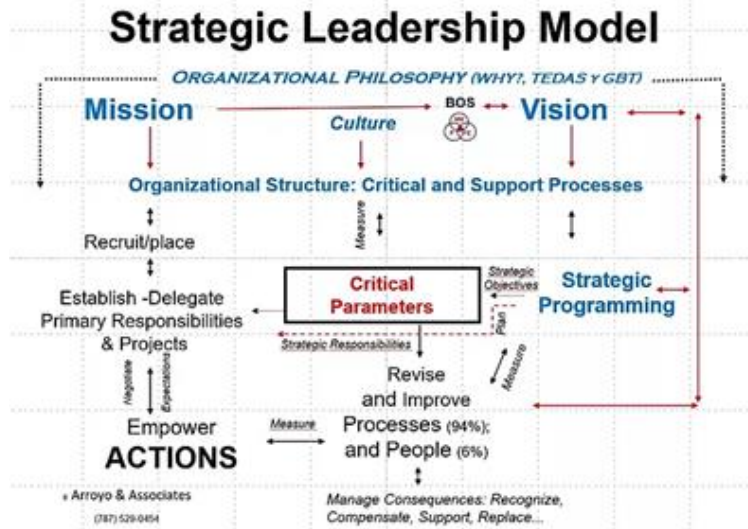 Strategic Leadership Model
ORGANIZATIONAL PHILOSOPHY (WHY?, TEDAS Y GBT)
Mission
Culture
BOS
Vision
Organizational Structure: Critical and Support Processes
Measure
Recruit/place
Critical
Parameters
Strategic
Objectives
Strategic
Programming
Establish -Delegate
Primary Responsibilities
& Projects
Strategic Responsibilities
Plan
Measure
Negotiate
Expectations
Revise
and Improve
Processes (94%);
and People (6%)
Measure
Empower
ACTIONS
Arroyo & Associates
(787) 529-0454
Manage Consequences: Recognize,
Compensate, Support, Replace...